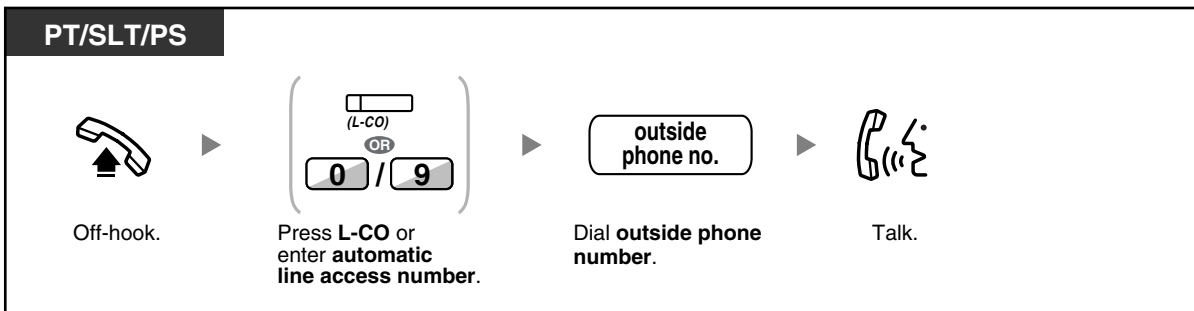 PT/SLT/PS
(L-CO)
OR
0 / 9
outside
phone no.
Off-hook.
Press L-CO or
enter automatic
line access number.
Dial outside phone
number.
Talk.